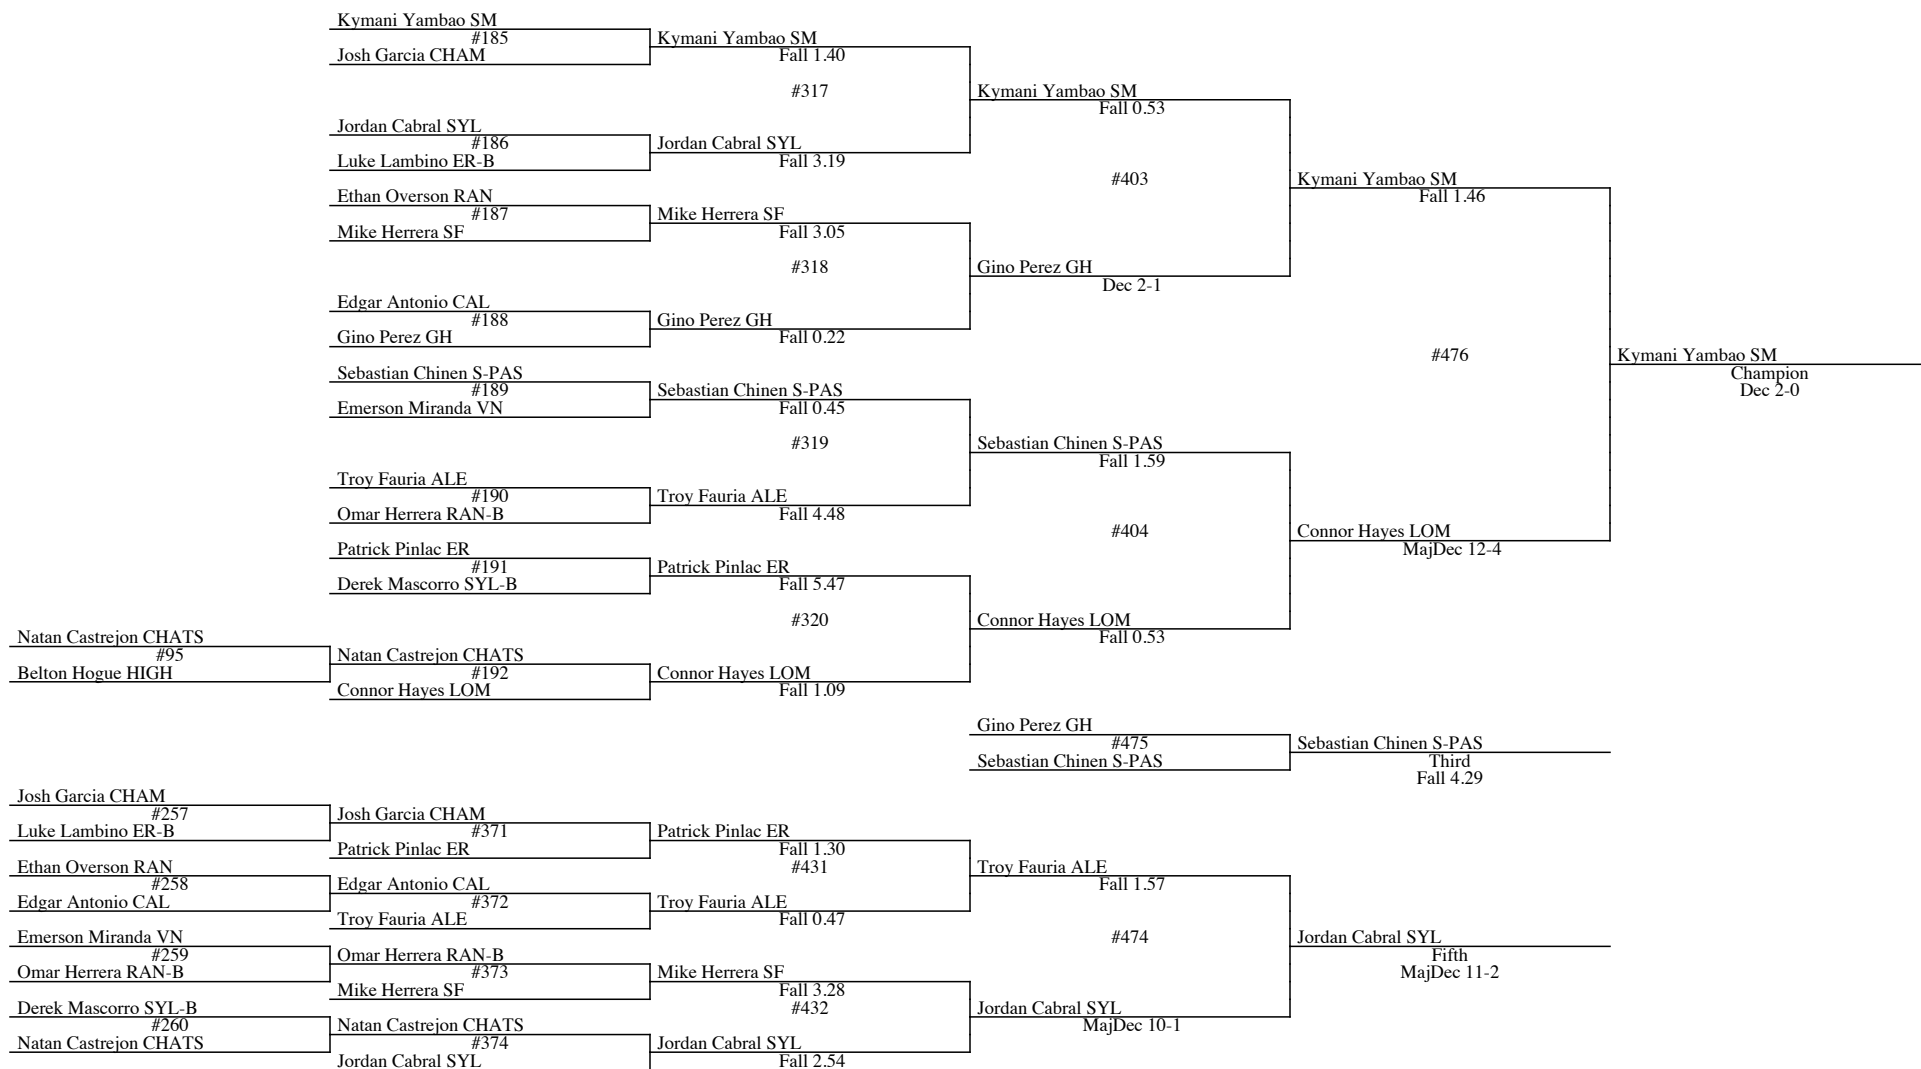 Kymani Yambao SM
#185
Josh Garcia CHAM
Kymani Yambao SM
Fall 1.40
#317
Jordan Cabral SYL
#186
Luke Lambino ER-B
Jordan Cabral SYL
Fall 3.19
Kymani Yambao SM
Fall 0.53
#403
Ethan Overson RAN
#187
Mike Herrera SF
Mike Herrera SF
Fall 3.05
#318
Edgar Antonio CAL
#188
Gino Perez GH
Gino Perez GH
Fall 0.22
Gino Perez GH
Dec 2-1
Kymani Yambao SM
Fall 1.46
#476
Kymani Yambao SM
Champion
Dec 2-0
Sebastian Chinen S-PAS
#189
Emerson Miranda VN
Sebastian Chinen S-PAS
Fall 0.45
#319
Troy Fauria ALE
#190
Omar Herrera RAN-B
Troy Fauria ALE
Fall 4.48
Sebastian Chinen S-PAS
Fall 1.59
#404
Connor Hayes LOM
MajDec 12-4
Patrick Pinlac ER
#191
Derek Mascorro SYL-B
Patrick Pinlac ER
Fall 5.47
#320
Connor Hayes LOM
Fall 0.53
Natan Castrejon CHATS
#95
Belton Hogue HIGH
Natan Castrejon CHATS
#192
Connor Hayes LOM
Connor Hayes LOM
Fall 1.09
Gino Perez GH
#475
Sebastian Chinen S-PAS
Sebastian Chinen S-PAS
Third
Fall 4.29
Josh Garcia CHAM
#257
Luke Lambino ER-B
Josh Garcia CHAM
#371
Patrick Pinlac ER
Patrick Pinlac ER
Fall 1.30
#431
Ethan Overson RAN
#258
Edgar Antonio CAL
Edgar Antonio CAL
#372
Troy Fauria ALE
Troy Fauria ALE
Fall 0.47
Troy Fauria ALE
Fall 1.57
#474
Jordan Cabral SYL
Fifth
MajDec 11-2
Emerson Miranda VN
#259
Omar Herrera RAN-B
Omar Herrera RAN-B
#373
Mike Herrera SF
Mike Herrera SF
Fall 3.28
#432
Jordan Cabral SYL
MajDec 10-1
Derek Mascorro SYL-B
#260
Natan Castrejon CHATS
Natan Castrejon CHATS
#374
Jordan Cabral SYL
Jordan Cabral SYL
Fall 2.54